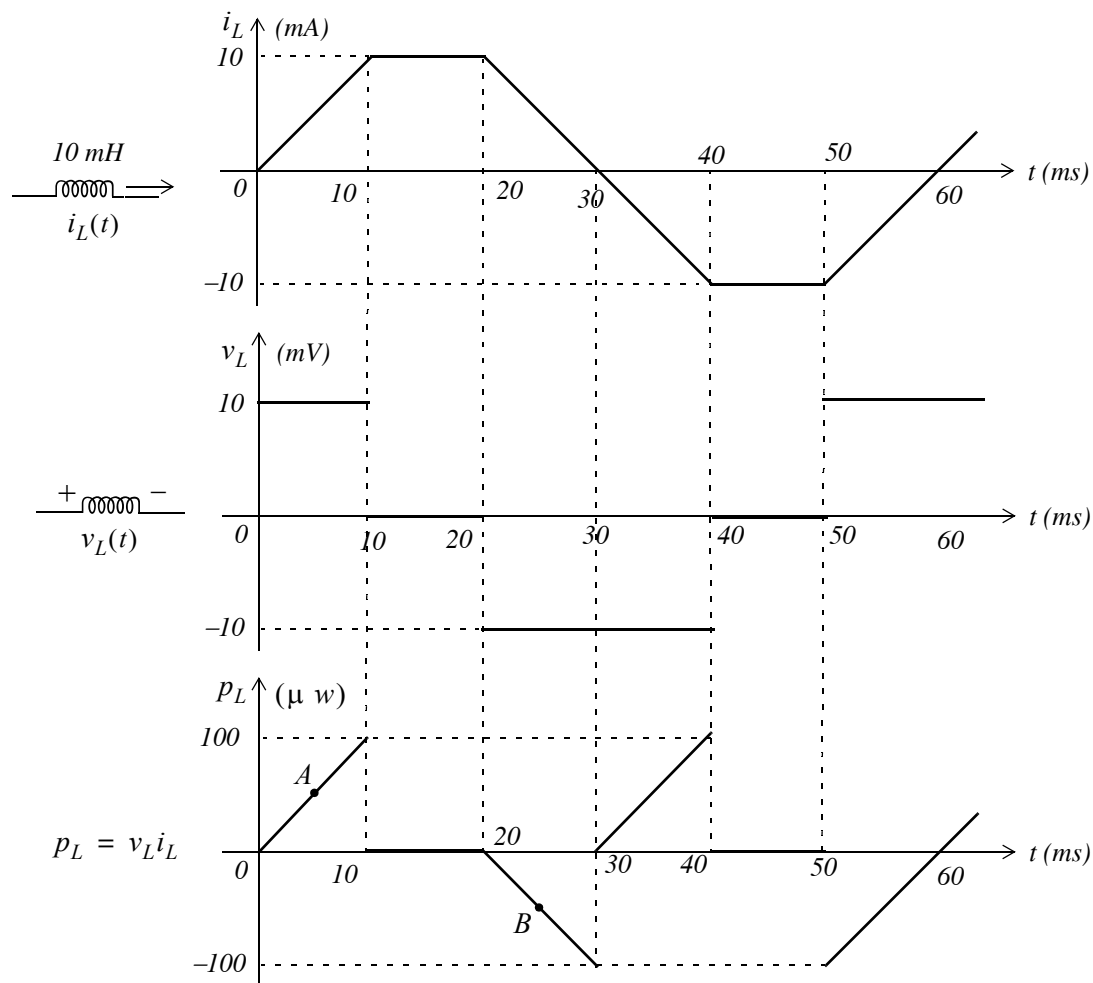 i_L (mA)
10
10 mH
i_L(t)
40 50
0 10 20 30 60 t (ms)
–10
v_L (mV)
10
+ −
v_L(t)
0 10 20 30 40 50 60 t (ms)
–10
p_L (μ w)
100
A
p_L = v_L i_L
20
0 10 30 40 50 60 t (ms)
B
–100